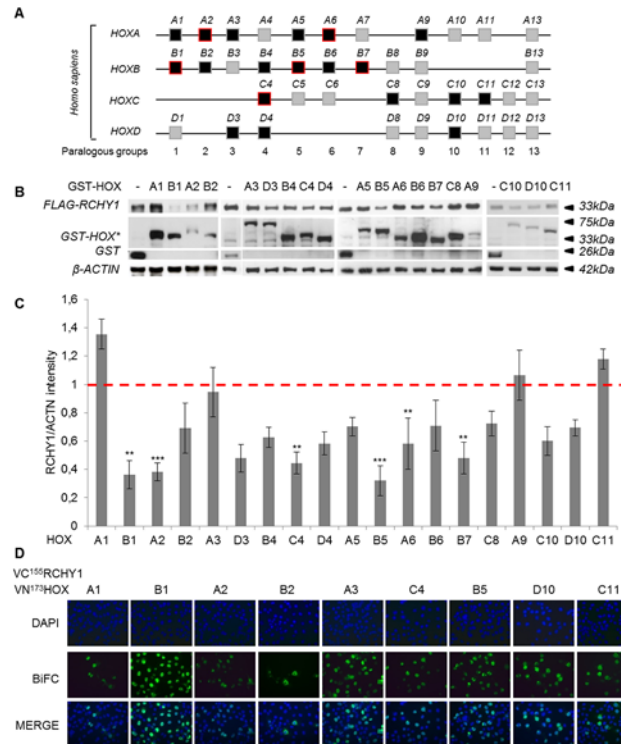 A
A1 A2 A3 A4 A5 A6 A7 A9 A10 A11 A13
HOXA
B1 B2 B3 B4 B5 B6 B7 B8 B9 B13
HOXB
C4 C5 C6 C8 C9 C10 C11 C12 C13
HOXC
D1 D3 D4 D8 D9 D10 D11 D12 D13
HOXD
Homo sapiens
Paralogous groups 1 2 3 4 5 6 7 8 9 10 11 12 13
B
GST-HOX - A1 B1 A2 B2 - A3 D3 B4 C4 D4 - A5 B5 A6 B6 B7 C8 A9 - C10 D10 C11
FLAG-RCHY1 33kDa
75kDa
GST-HOX*
33kDa
GST 26kDa
β-ACTIN 42kDa
C
RCHY1/ACTN intensity
1,6
1,4
1,2
1
0,8
0,6
0,4
0,2
0
** *** ** *** ** **
HOX A1 B1 A2 B2 A3 D3 B4 C4 D4 A5 B5 A6 B6 B7 C8 A9 C10 D10 C11
D
VC155RCHY1
VN173HOX A1 B1 A2 B2 A3 C4 B5 D10 C11
DAPI
BiFC
MERGE